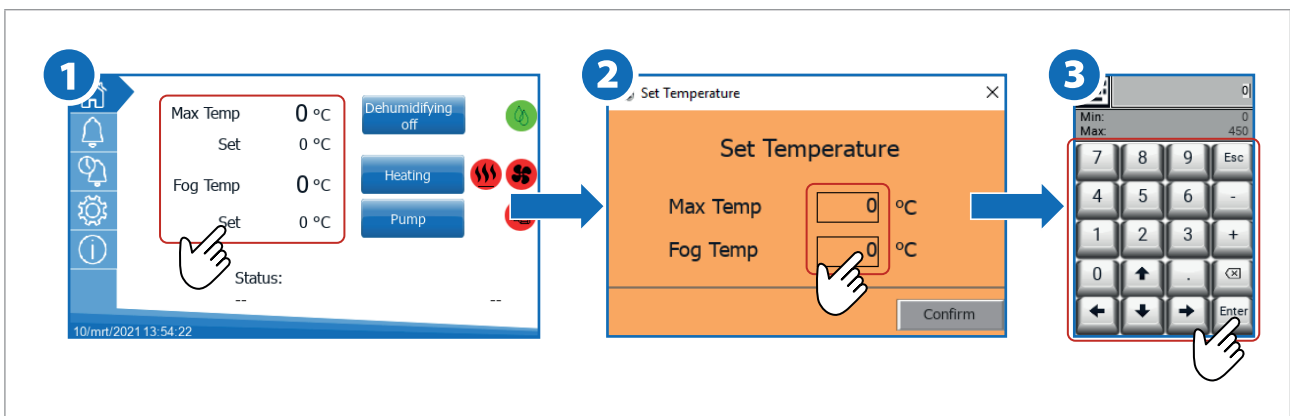 1
Max Temp 0 °C
Set 0 °C
Fog Temp 0 °C
Set 0 °C
Dehumidifying
off
Heating
Pump
Status:
-- --
10/mrt/2021 13:54:22
2
Set Temperature
Set Temperature
Max Temp 0 °C
Fog Temp 0 °C
Confirm
3
0
Min: 0
Max: 450
7 8 9 Esc
4 5 6 -
1 2 3 +
0 .
Enter